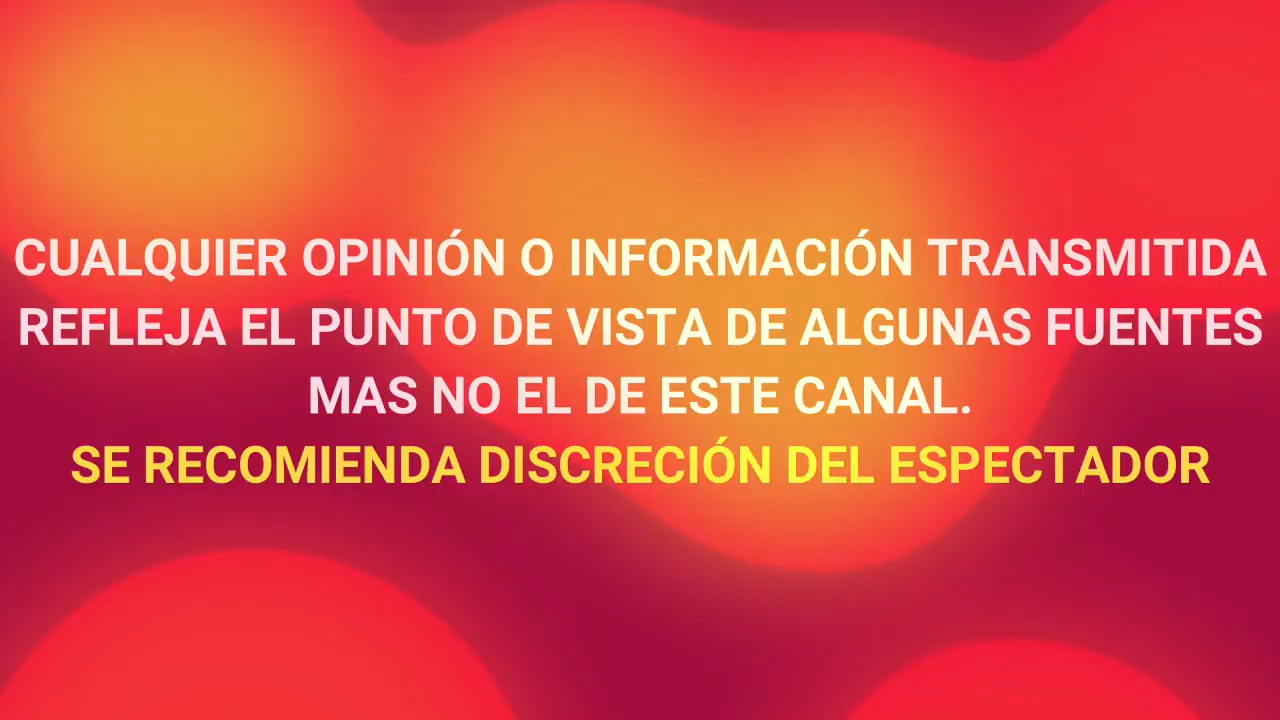 CUALQUIER OPINIÓN O INFORMACIÓN TRANSMITIDA
REFLEJA EL PUNTO DE VISTA DE ALGUNAS FUENTES
MAS NO EL DE ESTE CANAL.
SE RECOMIENDA DISCRECIÓN DEL ESPECTADOR